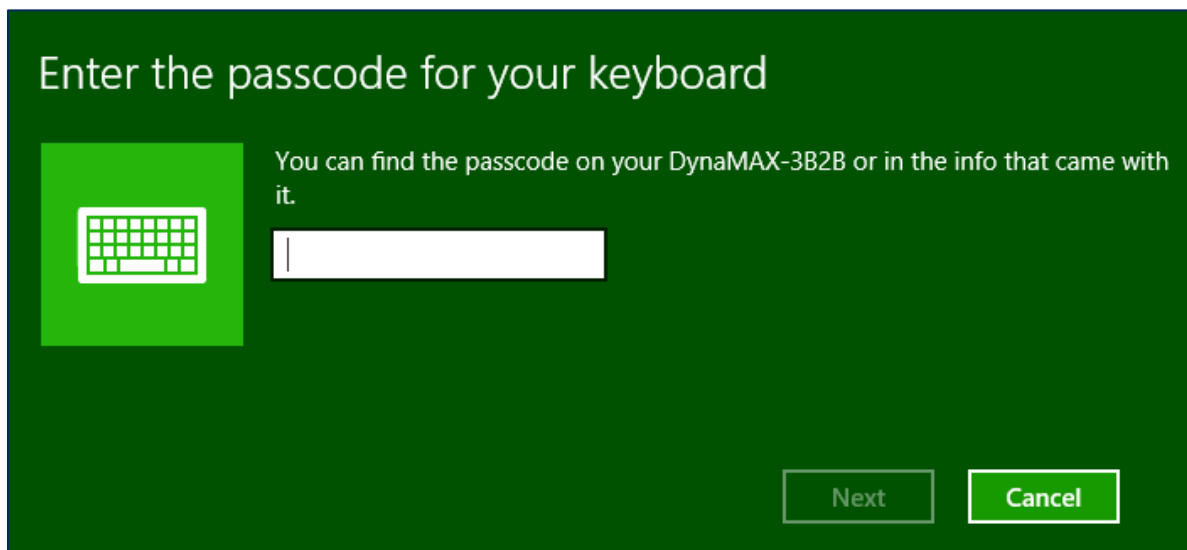 Enter the passcode for your keyboard
You can find the passcode on your DynaMAX-3B2B or in the info that came with
it.
Next
Cancel